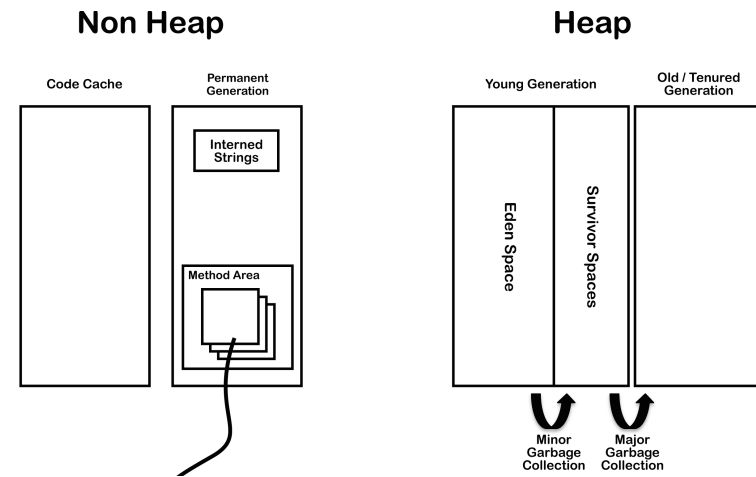 Non Heap
Heap
Code Cache
Permanent
Generation
Young Generation
Old / Tenured
Generation
Interned
Strings
Method Area
Eden Space
Survivor Spaces
Minor
Garbage
Collection
Major
Garbage
Collection